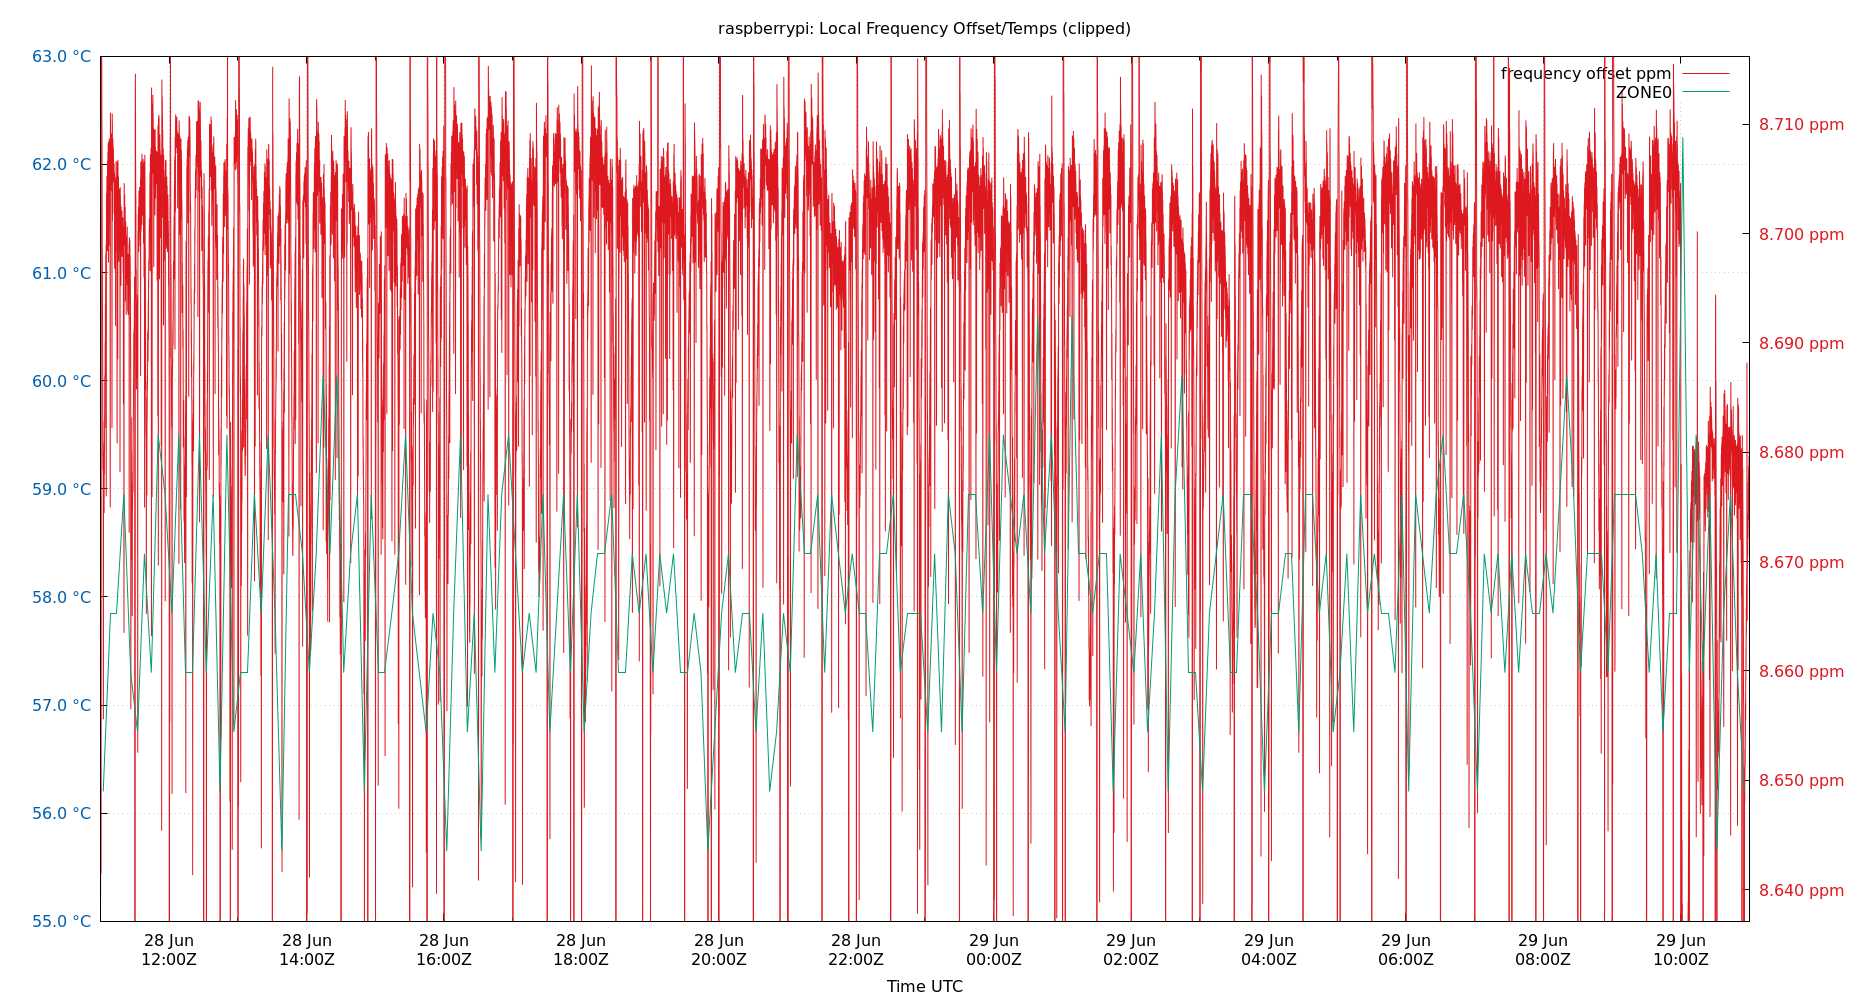 raspberrypi: Local Frequency Offset/Temps (clipped)
frequency offset ppm
ZONE0
63.0 °C
62.0 °C
61.0 °C
60.0 °C
59.0 °C
58.0 °C
57.0 °C
56.0 °C
55.0 °C
8.710 ppm
8.700 ppm
8.690 ppm
8.680 ppm
8.670 ppm
8.660 ppm
8.650 ppm
8.640 ppm
28 Jun 28 Jun 28 Jun 28 Jun 28 Jun 28 Jun 29 Jun 29 Jun 29 Jun 29 Jun 29 Jun 29 Jun
12:00Z 14:00Z 16:00Z 18:00Z 20:00Z 22:00Z 00:00Z 02:00Z 04:00Z 06:00Z 08:00Z 10:00Z
Time UTC